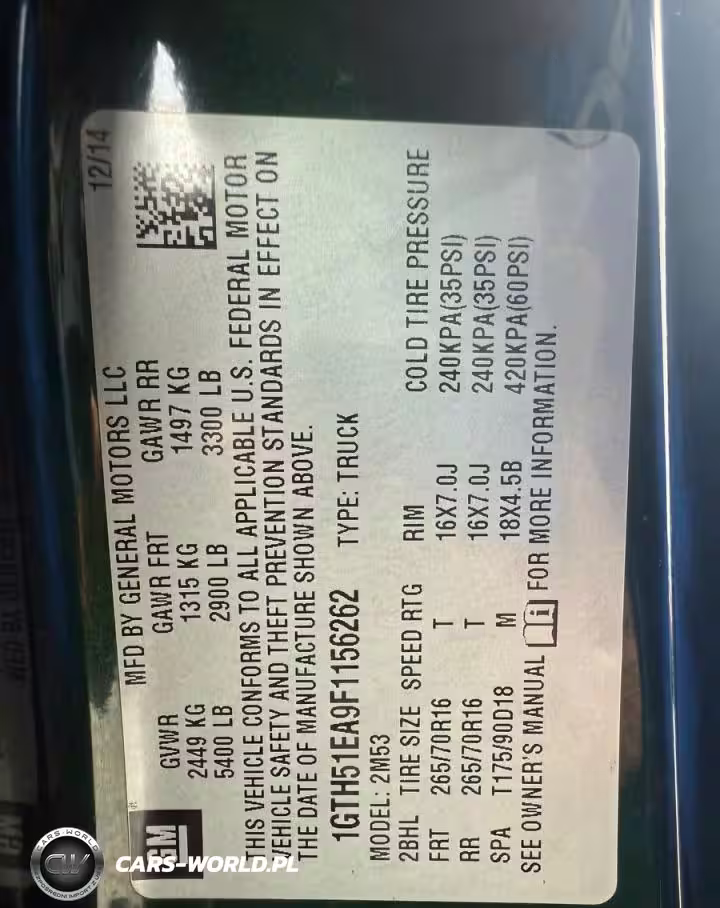 MFD BY GENERAL MOTORS LLC 12/14
GVWR GAWR FRT GAWR RR
2449 KG 1315 KG 1497 KG
5400 LB 2900 LB 3300 LB
THIS VEHICLE CONFORMS TO ALL APPLICABLE U.S. FEDERAL MOTOR
VEHICLE SAFETY AND THEFT PREVENTION STANDARDS IN EFFECT ON
THE DATE OF MANUFACTURE SHOWN ABOVE.
1GTH51EA9F1156262 TYPE: TRUCK
MODEL: 2M53
2BHL TIRE SIZE SPEED RTG RIM COLD TIRE PRESSURE
FRT 265/70R16 T 16X7.0J 240KPA(35PSI)
RR 265/70R16 T 16X7.0J 240KPA(35PSI)
SPA T175/90D18 M 18X4.5B 420KPA(60PSI)
SEE OWNER'S MANUAL i FOR MORE INFORMATION.
GM
CARS-WORLD
CW
CARS-WORLD.PL